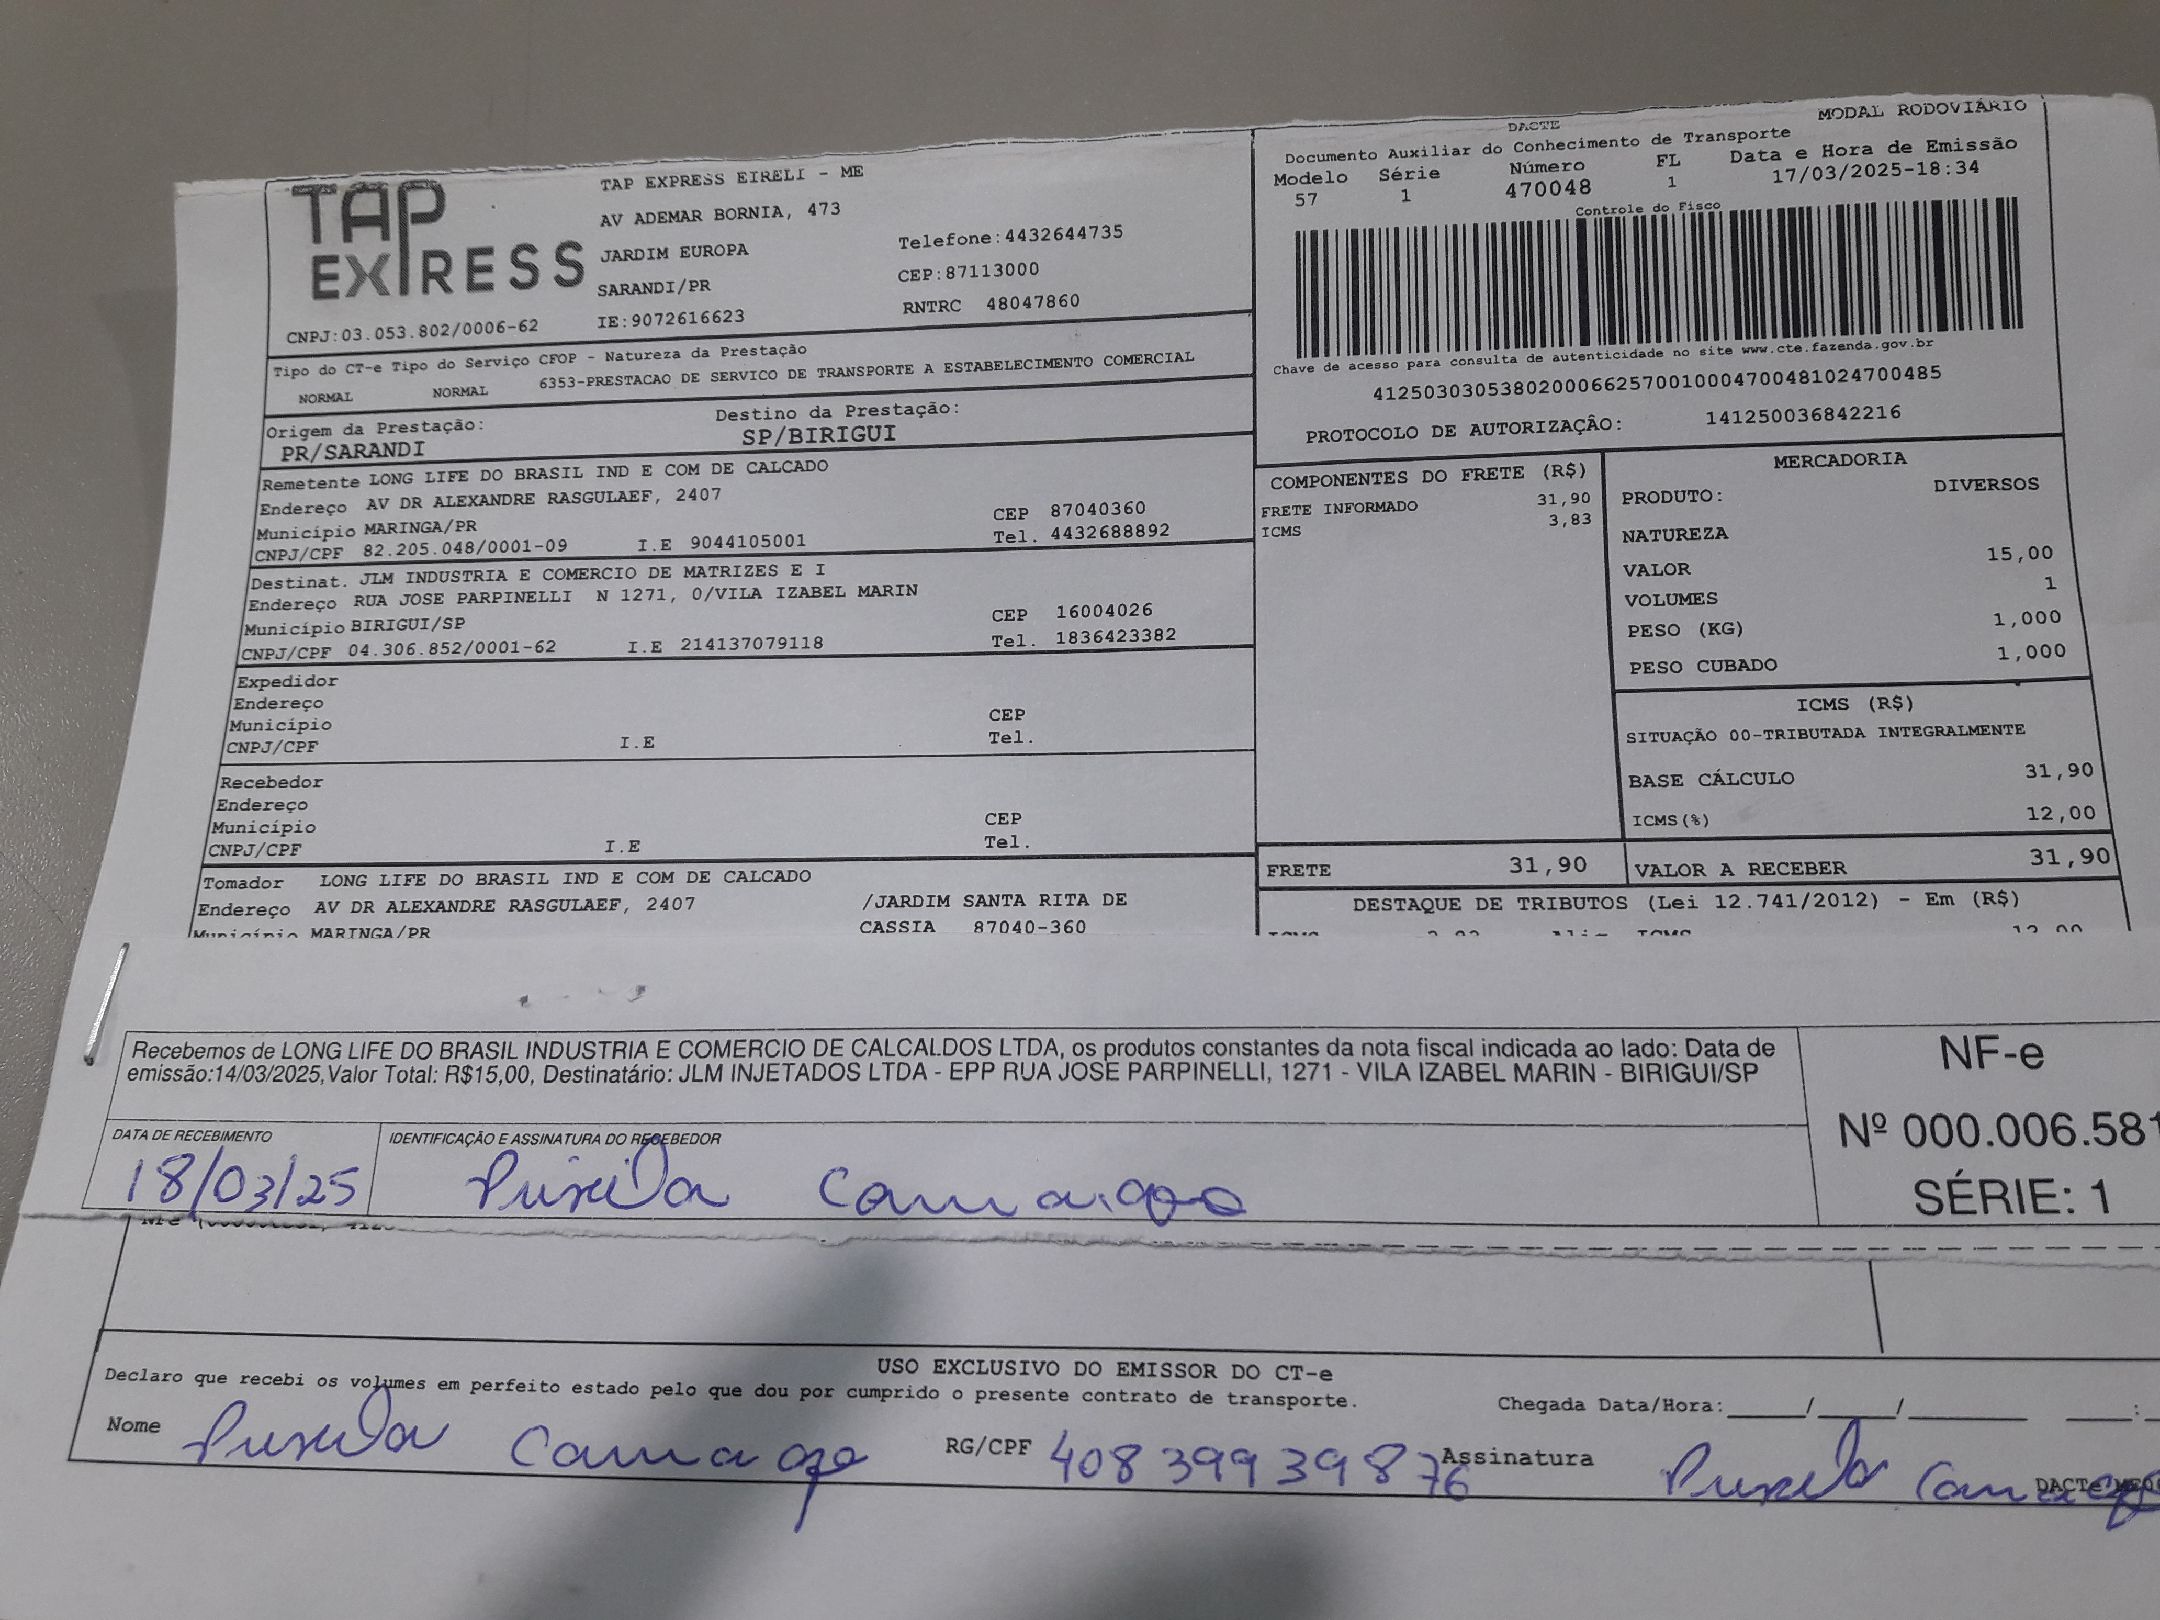 TAP EXPRESS
TAP EXPRESS EIRELI - ME
AV ADEMAR BORNIA, 473
JARDIM EUROPA
SARANDI/PR
IE:9072616623
Telefone:4432644735
CEP:87113000
RNTRC 48047860
CNPJ:03.053.802/0006-62
DACTE
MODAL RODOVIÁRIO
Documento Auxiliar do Conhecimento de Transporte
Modelo Série Número FL Data e Hora de Emissão
57 1 470048 1 17/03/2025-18:34
Controle do Fisco
Chave de acesso para consulta de autenticidade no site www.cte.fazenda.gov.br
41250303053802000662570010004700481024700485
PROTOCOLO DE AUTORIZAÇÂO: 141250036842216
Tipo do CT-e Tipo do Serviço CFOP - Natureza da Prestação
NORMAL NORMAL 6353-PRESTACAO DE SERVICO DE TRANSPORTE A ESTABELECIMENTO COMERCIAL
Origem da Prestação: Destino da Prestação:
PR/SARANDI SP/BIRIGUI
Remetente LONG LIFE DO BRASIL IND E COM DE CALCADO
Endereço AV DR ALEXANDRE RASGULAEF, 2407
Município MARINGA/PR CEP 87040360
CNPJ/CPF 82.205.048/0001-09 I.E 9044105001 Tel. 4432688892
Destinat. JLM INDUSTRIA E COMERCIO DE MATRIZES E I
Endereço RUA JOSE PARPINELLI N 1271, 0/VILA IZABEL MARIN
Município BIRIGUI/SP CEP 16004026
CNPJ/CPF 04.306.852/0001-62 I.E 214137079118 Tel. 1836423382
Expedidor
Endereço
Município CEP
CNPJ/CPF I.E Tel.
Recebedor
Endereço
Município CEP
CNPJ/CPF I.E Tel.
Tomador LONG LIFE DO BRASIL IND E COM DE CALCADO
Endereço AV DR ALEXANDRE RASGULAEF, 2407 /JARDIM SANTA RITA DE
Município MARINGA/PR CASSIA 87040-360
COMPONENTES DO FRETE (R$)
FRETE INFORMADO 31,90
ICMS 3,83
MERCADORIA
PRODUTO: DIVERSOS
NATUREZA
VALOR 15,00
VOLUMES 1
PESO (KG) 1,000
PESO CUBADO 1,000
ICMS (R$)
SITUAÇÃO 00-TRIBUTADA INTEGRALMENTE
BASE CÁLCULO 31,90
ICMS(%) 12,00
FRETE 31,90 VALOR A RECEBER 31,90
DESTAQUE DE TRIBUTOS (Lei 12.741/2012) - Em (R$)
Recebemos de LONG LIFE DO BRASIL INDUSTRIA E COMERCIO DE CALCALDOS LTDA, os produtos constantes da nota fiscal indicada ao lado: Data de
emissão:14/03/2025,Valor Total: R$15,00, Destinatário: JLM INJETADOS LTDA - EPP RUA JOSE PARPINELLI, 1271 - VILA IZABEL MARIN - BIRIGUI/SP
NF-e
Nº 000.006.581
SÉRIE: 1
DATA DE RECEBIMENTO IDENTIFICAÇÃO E ASSINATURA DO RECEBEDOR
18/03/25
USO EXCLUSIVO DO EMISSOR DO CT-e
Declaro que recebi os volumes em perfeito estado pelo que dou por cumprido o presente contrato de transporte.
Chegada Data/Hora:_____/_____/________ ____:
Nome RG/CPF 40839939876 Assinatura